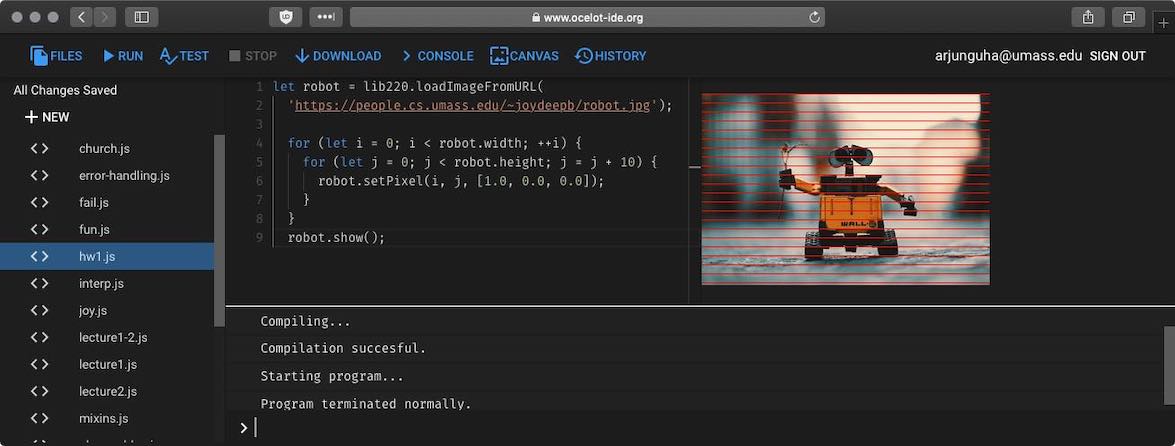 www.ocelot-ide.org
FILES RUN TEST STOP DOWNLOAD CONSOLE CANVAS HISTORY arjunguha@umass.edu SIGN OUT
All Changes Saved
NEW
church.js
error-handling.js
fail.js
fun.js
hw1.js
interp.js
joy.js
lecture1-2.js
lecture1.js
lecture2.js
mixins.js
1 let robot = lib220.loadImageFromURL(
2 'https://people.cs.umass.edu/~joydeepb/robot.jpg');
3
4 for (let i = 0; i < robot.width; ++i) {
5 for (let j = 0; j < robot.height; j = j + 10) {
6 robot.setPixel(i, j, [1.0, 0.0, 0.0]);
7 }
8 }
9 robot.show();
WALL·E
Compiling...
Compilation succesful.
Starting program...
Program terminated normally.
>